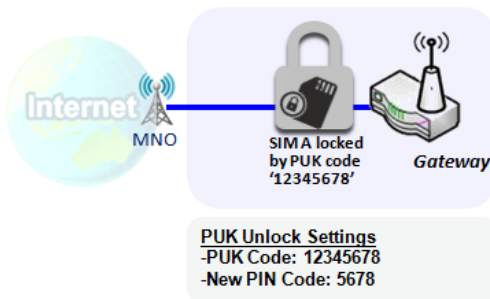 Internet
MNO
SIM A locked
by PUK code
‘12345678’
Gateway
PUK Unlock Settings
-PUK Code: 12345678
-New PIN Code: 5678